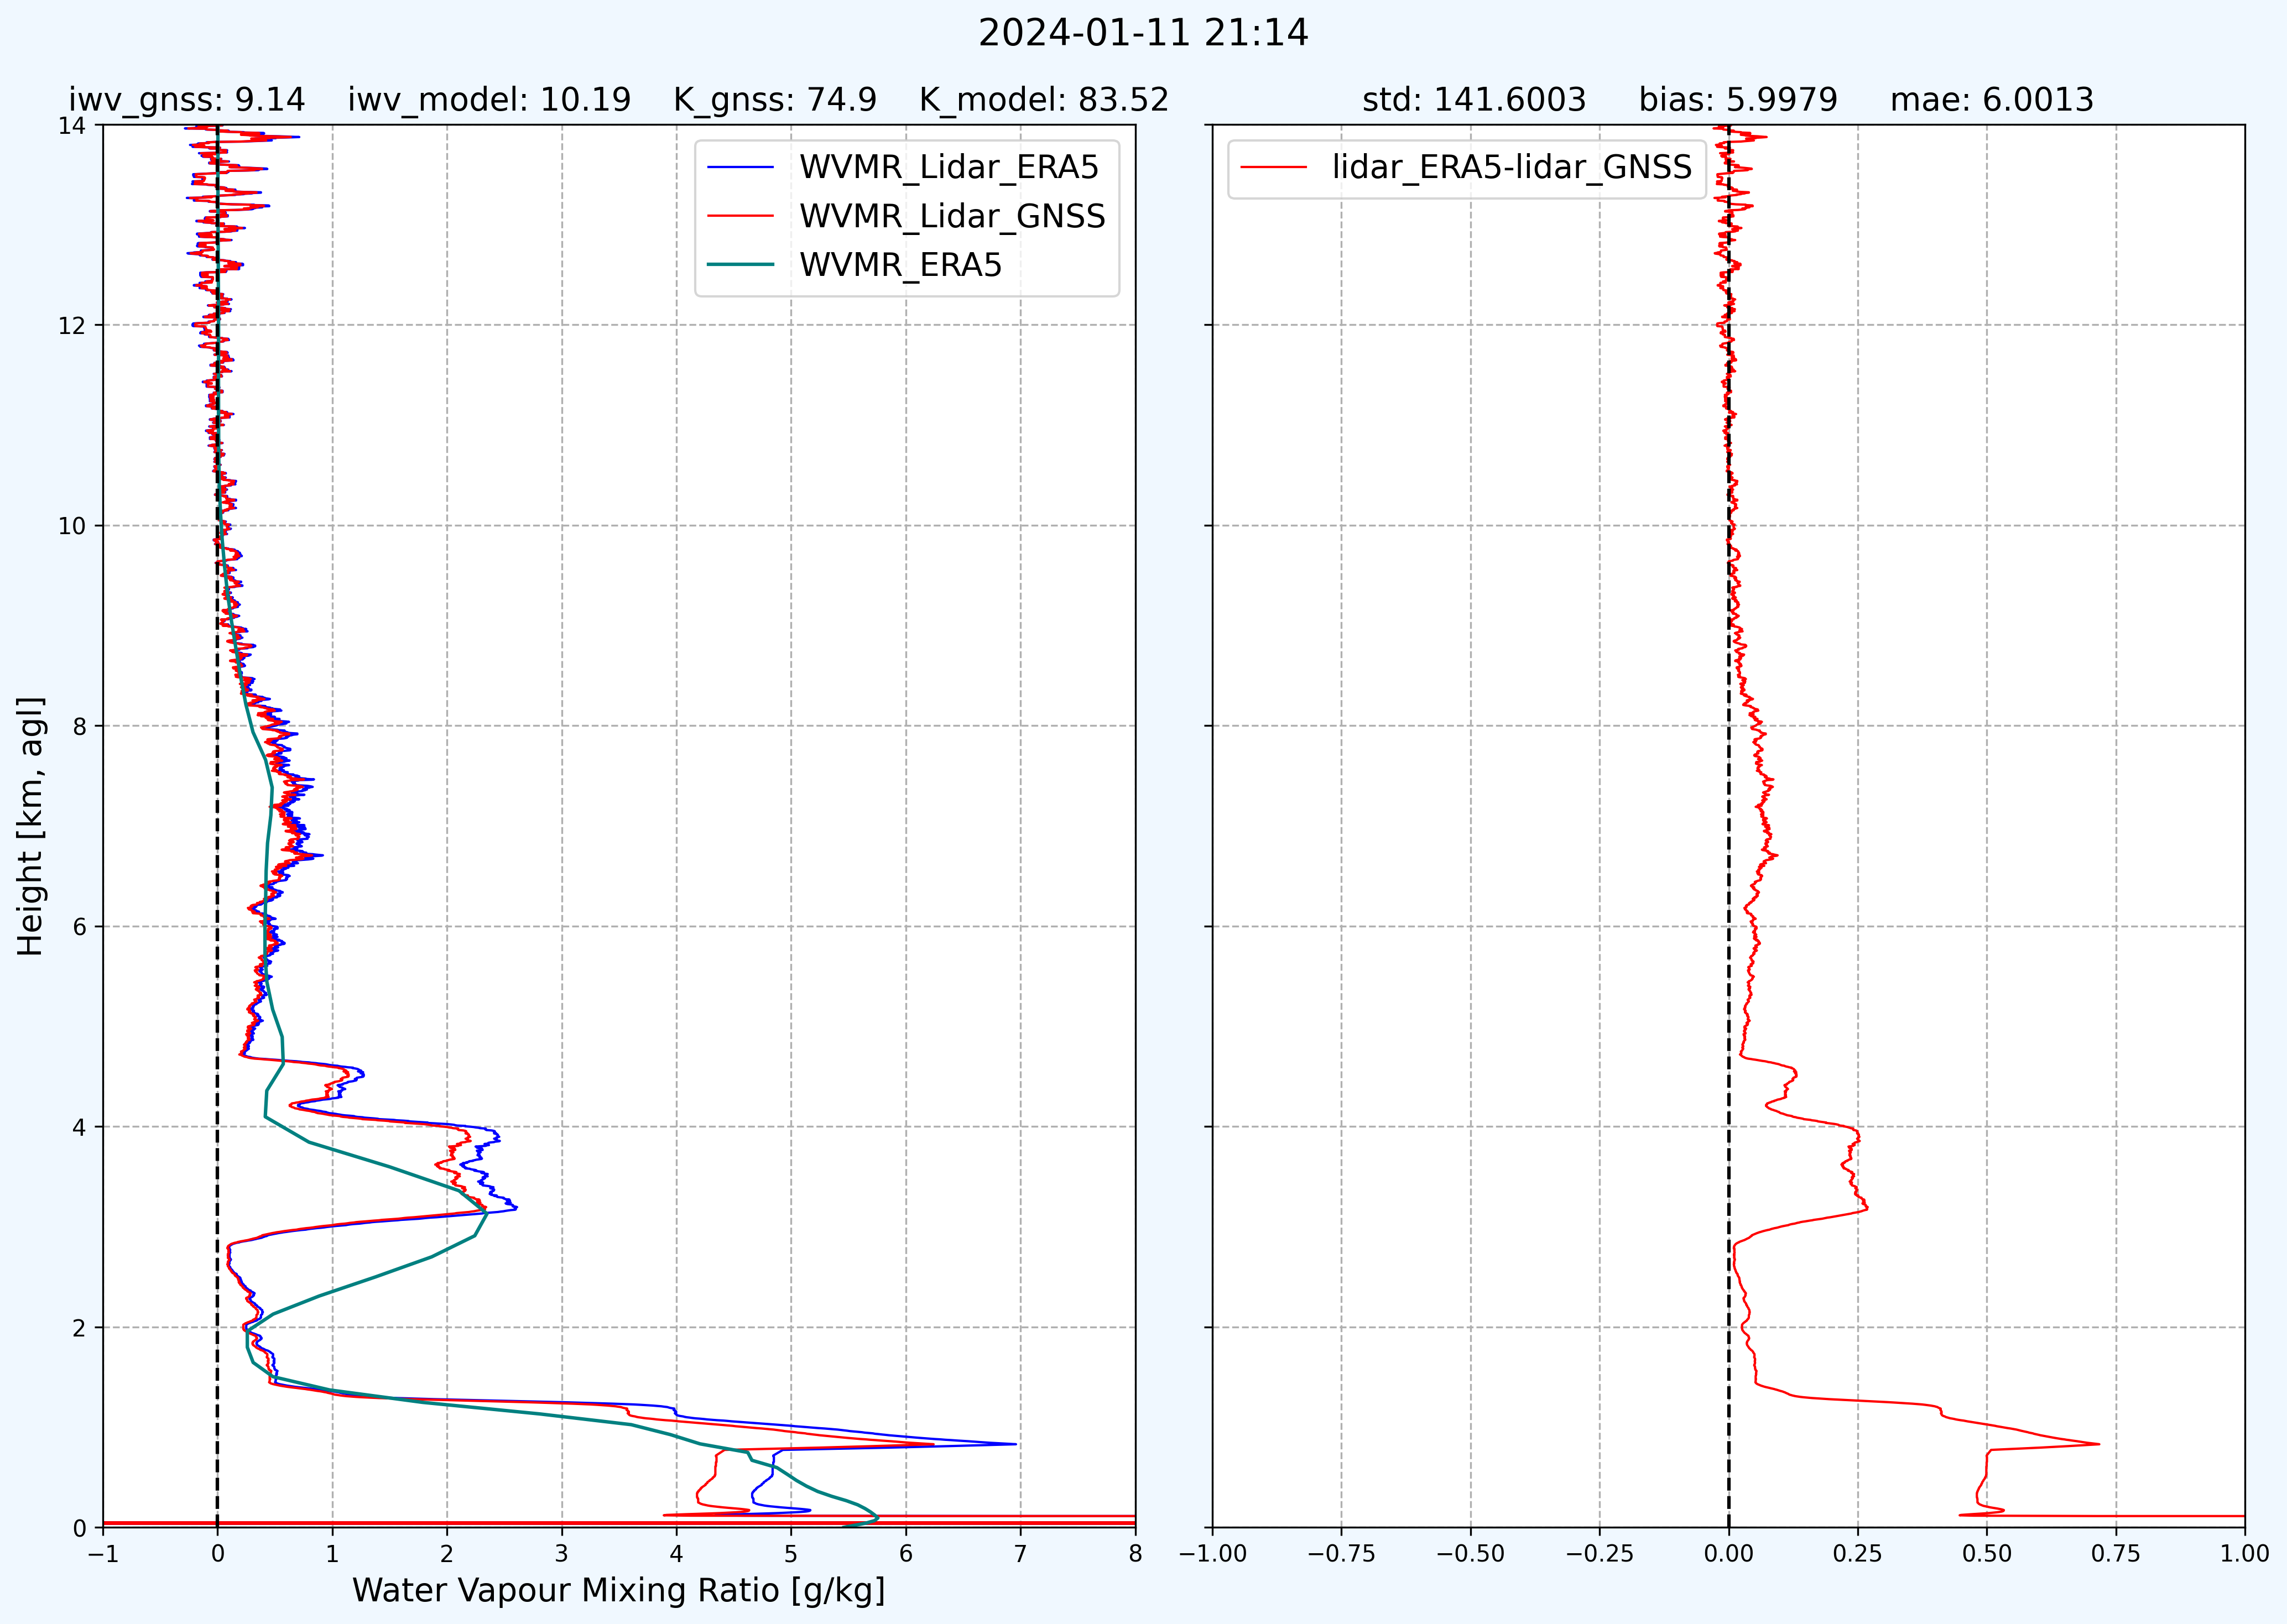 2024-01-11 21:14
iwv_gnss: 9.14 iwv_model: 10.19 K_gnss: 74.9 K_model: 83.52
std: 141.6003 bias: 5.9979 mae: 6.0013
WVMR_Lidar_ERA5
WVMR_Lidar_GNSS
WVMR_ERA5
lidar_ERA5-lidar_GNSS
14
12
10
8
6
4
2
0
Height [km, agl]
−1 0 1 2 3 4 5 6 7 8
Water Vapour Mixing Ratio [g/kg]
−1.00 −0.75 −0.50 −0.25 0.00 0.25 0.50 0.75 1.00